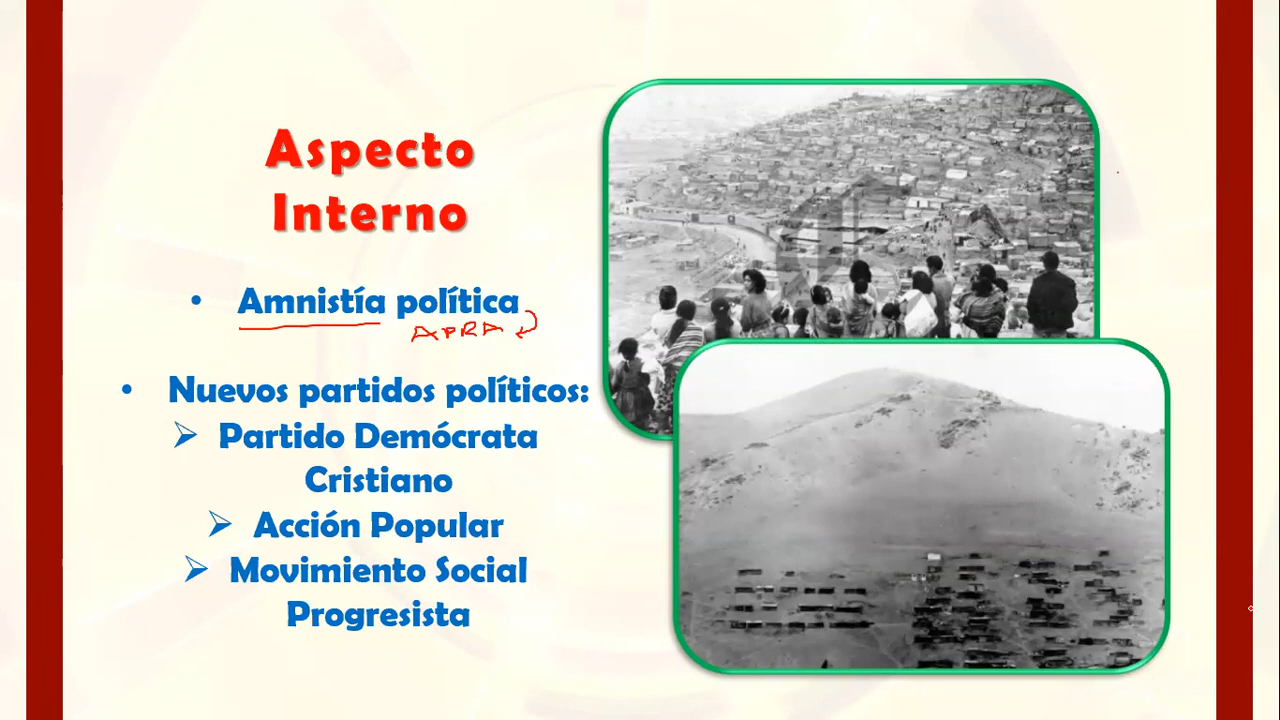 Aspecto
Interno
• Amnistía política
APRA
• Nuevos partidos políticos:
➢ Partido Demócrata
Cristiano
➢ Acción Popular
➢ Movimiento Social
Progresista